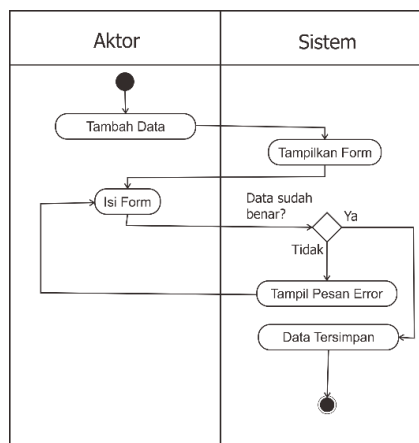 Aktor
Sistem
Tambah Data
Tampilkan Form
Isi Form
Data sudah
benar?
Ya
Tidak
Tampil Pesan Error
Data Tersimpan